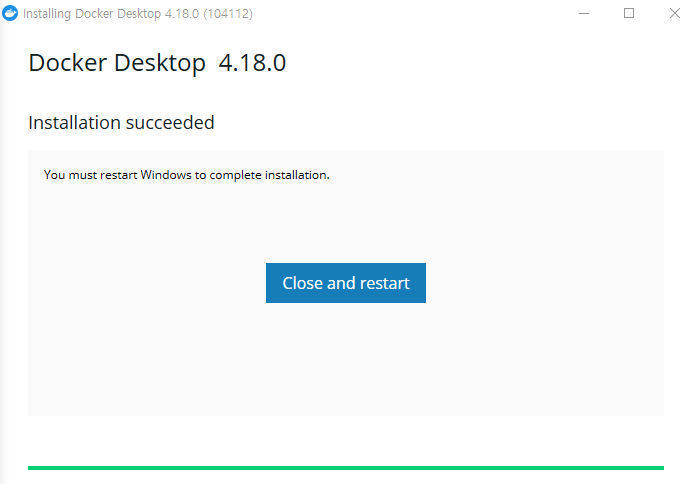 Installing Docker Desktop 4.18.0 (104112)
Docker Desktop 4.18.0
Installation succeeded
You must restart Windows to complete installation.
Close and restart